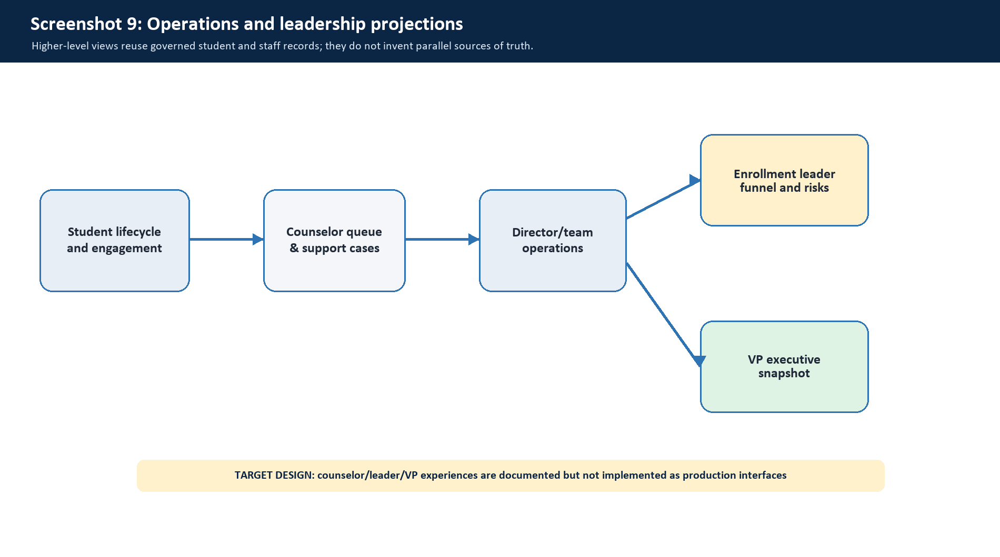 Screenshot 9: Operations and leadership projections
Higher-level views reuse governed student and staff records; they do not invent parallel sources of truth.
Student lifecycle
and engagement
Counselor queue
& support cases
Director/team
operations
Enrollment leader
funnel and risks
VP executive
snapshot
TARGET DESIGN: counselor/leader/VP experiences are documented but not implemented as production interfaces